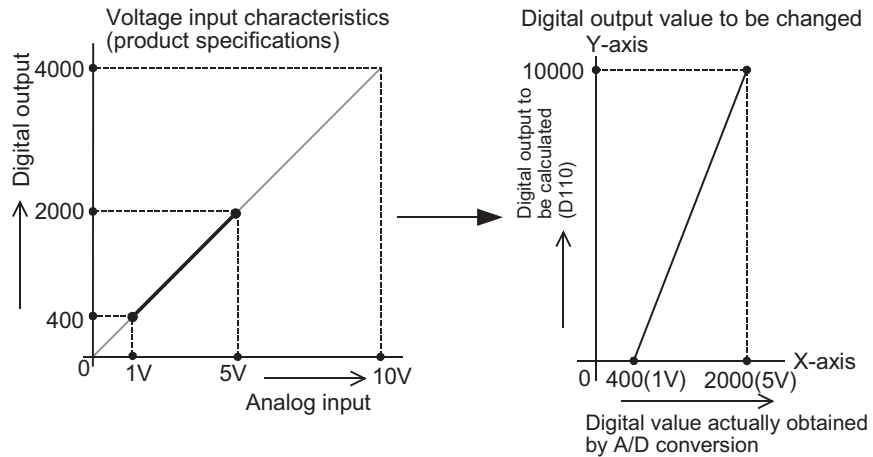 Voltage input characteristics
(product specifications)
4000
2000
400
0
1V
5V
10V
Digital output
Analog input
Digital output value to be changed
Y-axis
10000
Digital output to
be calculated
(D110)
0
400(1V)
2000(5V)
X-axis
Digital value actually obtained
by A/D conversion